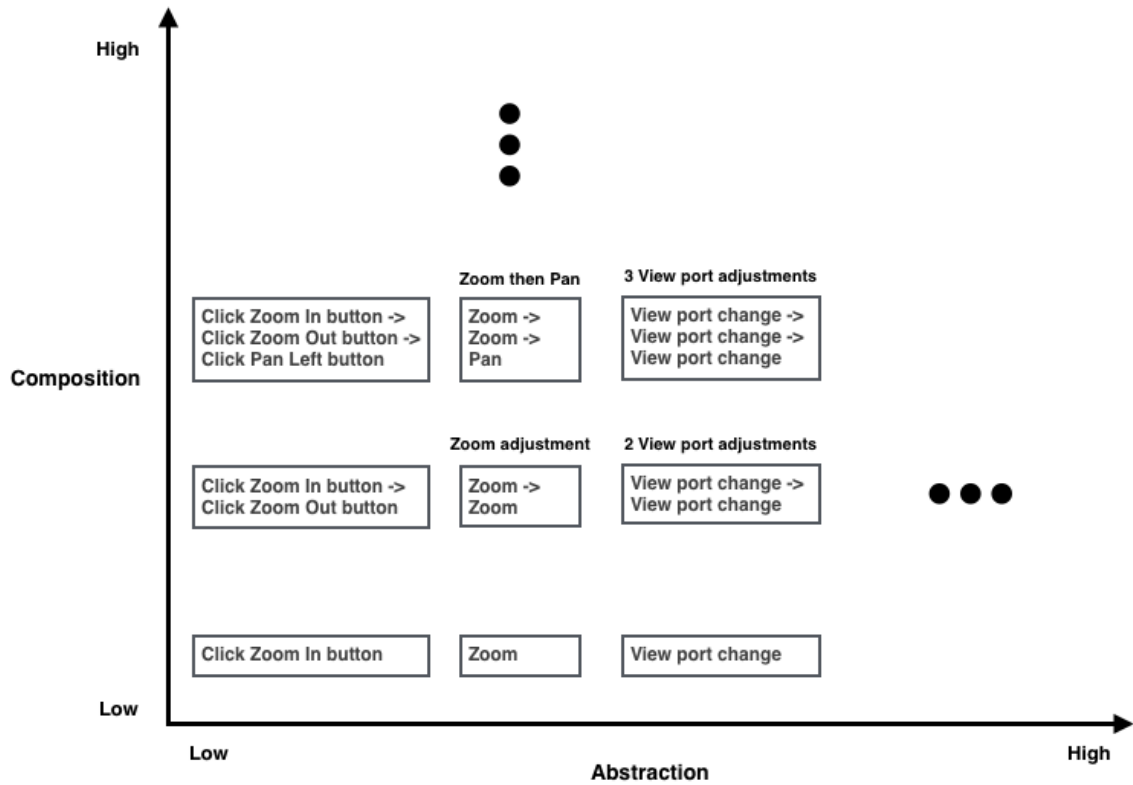 High
Zoom then Pan
3 View port adjustments
Click Zoom In button ->
Click Zoom Out button ->
Click Pan Left button
Zoom ->
Zoom ->
Pan
View port change ->
View port change ->
View port change
Composition
Zoom adjustment
2 View port adjustments
Click Zoom In button ->
Click Zoom Out button
Zoom ->
Zoom
View port change ->
View port change
Click Zoom In button
Zoom
View port change
Low
Low
High
Abstraction